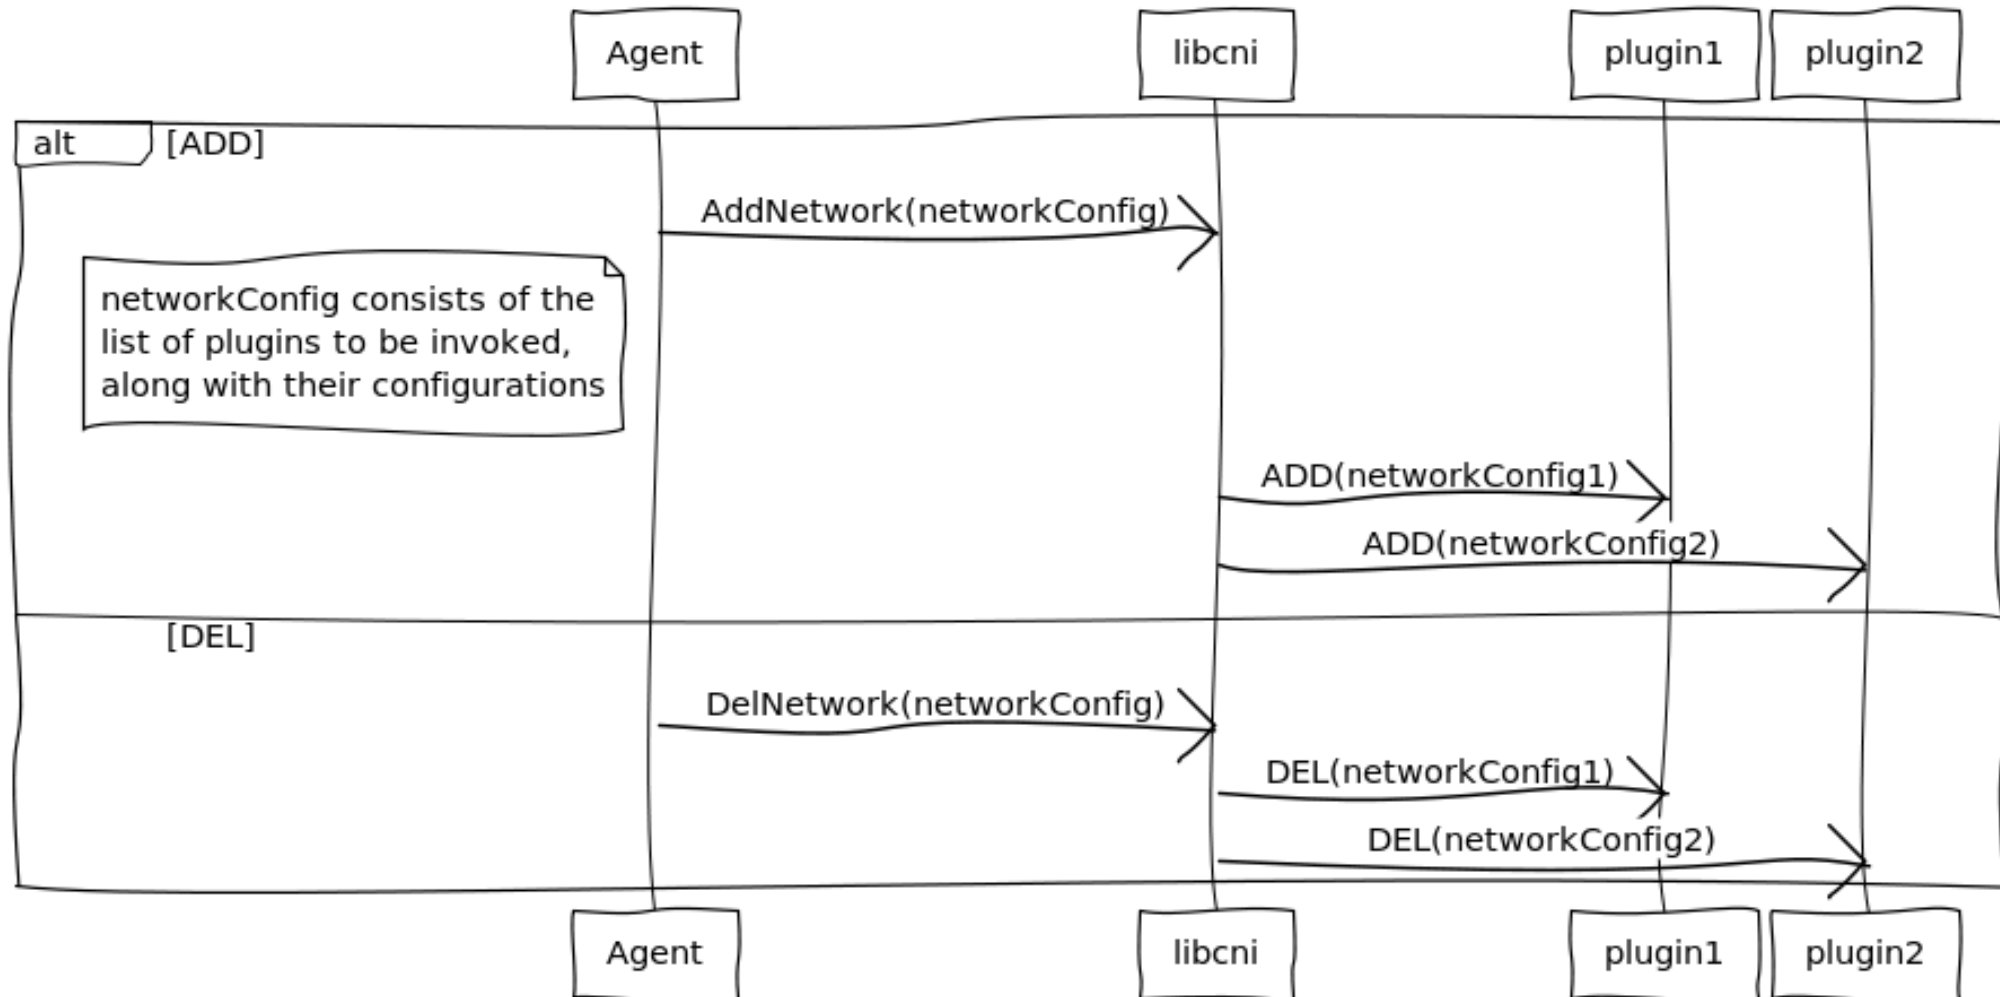 Agent
libcni
plugin1
plugin2
alt
[ADD]
AddNetwork(networkConfig)
networkConfig consists of the
list of plugins to be invoked,
along with their configurations
ADD(networkConfig1)
ADD(networkConfig2)
[DEL]
DelNetwork(networkConfig)
DEL(networkConfig1)
DEL(networkConfig2)
Agent
libcni
plugin1
plugin2